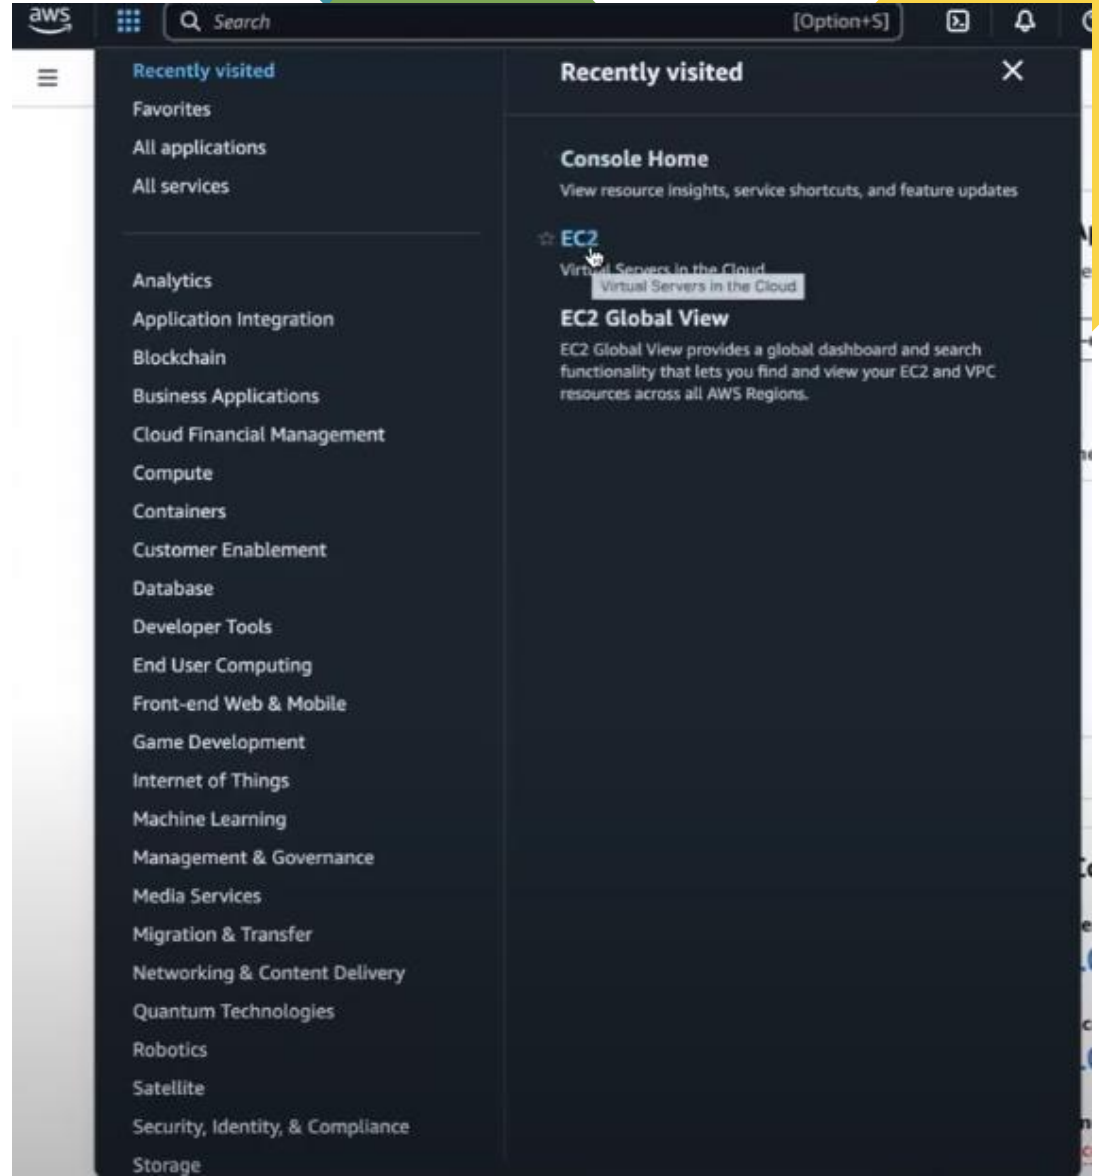 aws
Search
[Option+S]
Recently visited
Favorites
All applications
All services
Analytics
Application Integration
Blockchain
Business Applications
Cloud Financial Management
Compute
Containers
Customer Enablement
Database
Developer Tools
End User Computing
Front-end Web & Mobile
Game Development
Internet of Things
Machine Learning
Management & Governance
Media Services
Migration & Transfer
Networking & Content Delivery
Quantum Technologies
Robotics
Satellite
Security, Identity, & Compliance
Storage
Recently visited
Console Home
View resource insights, service shortcuts, and feature updates
EC2
Virtual Servers in the Cloud
Virtual Servers in the Cloud
EC2 Global View
EC2 Global View provides a global dashboard and search
functionality that lets you find and view your EC2 and VPC
resources across all AWS Regions.